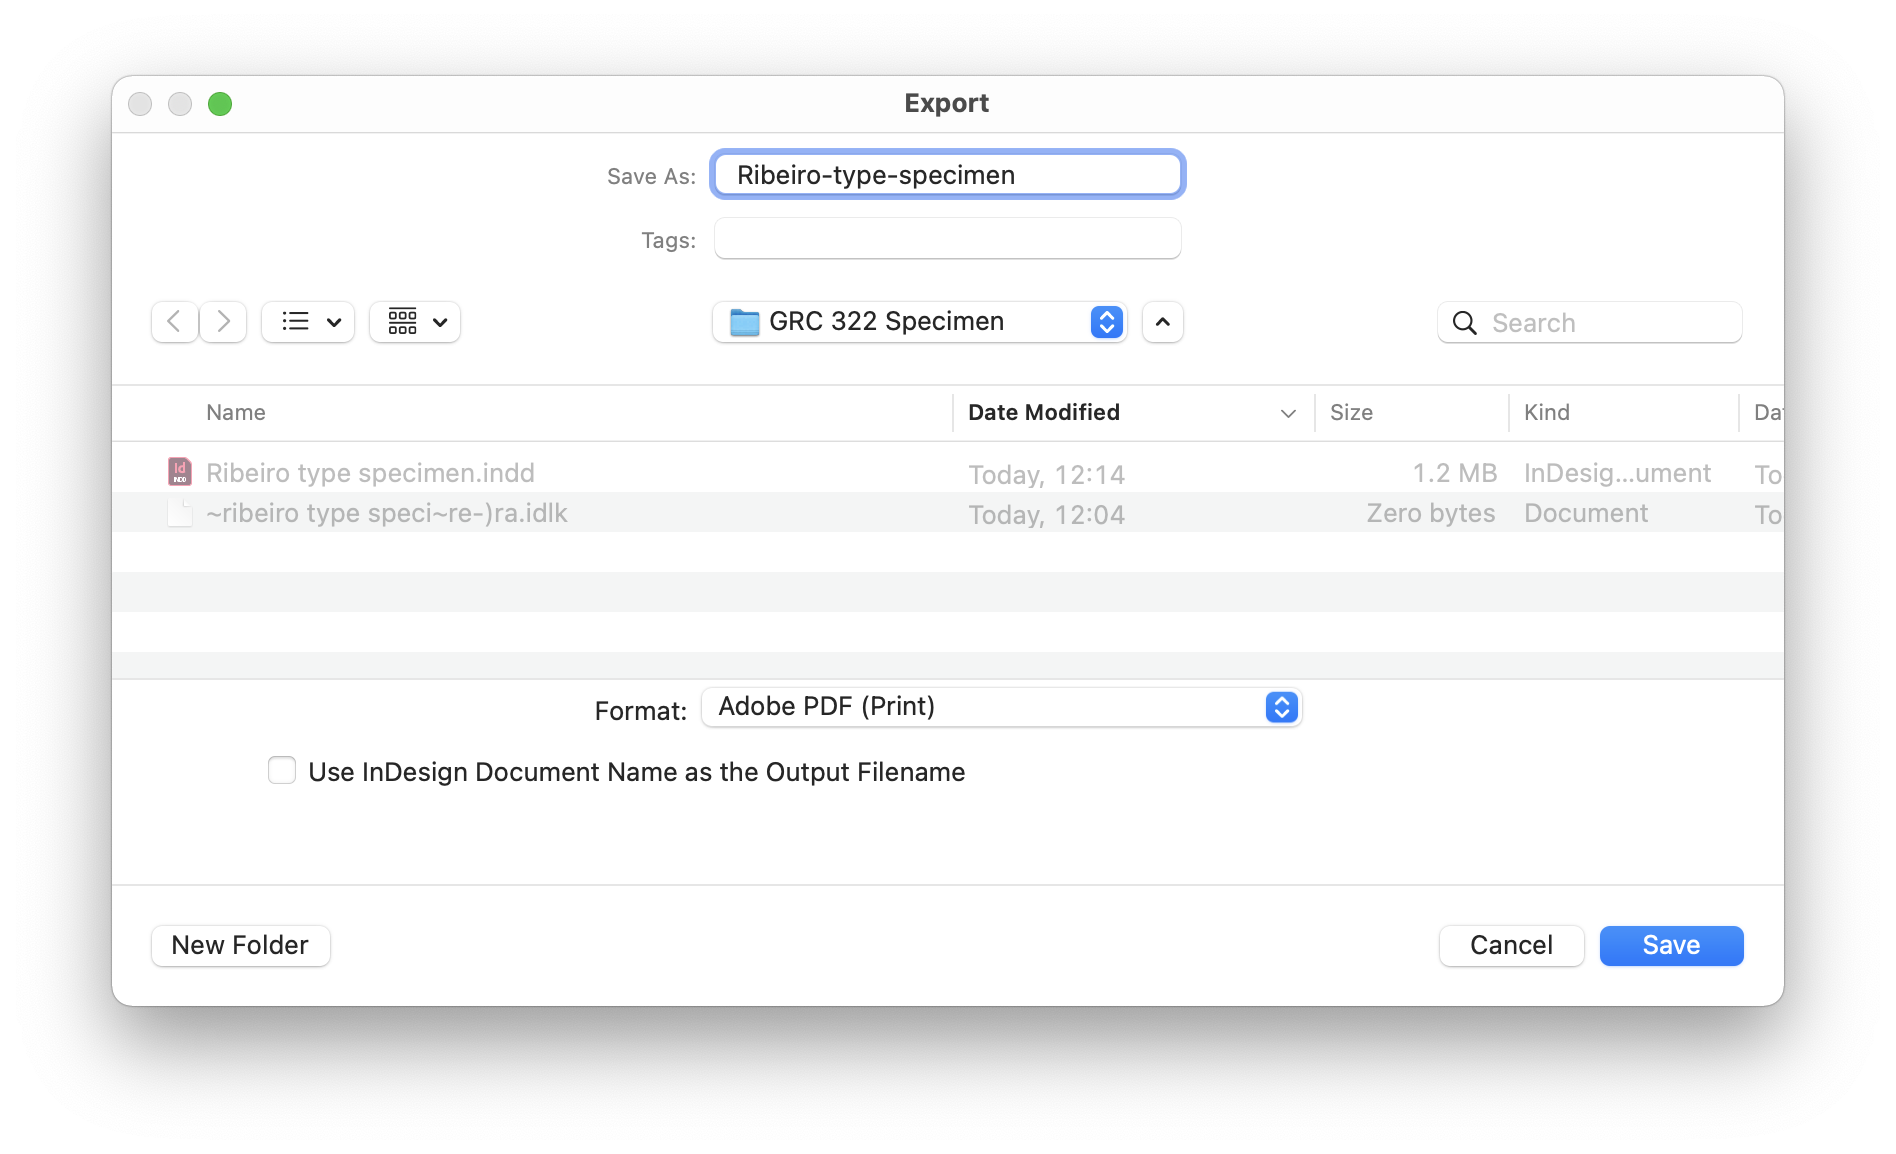 Export
Save As: Ribeiro-type-specimen
Tags:
GRC 322 Specimen
Search
Name Date Modified Size Kind Da
Id
INDD
Ribeiro type specimen.indd Today, 12:14 1.2 MB InDesig...ument To
~ribeiro type speci~re-)ra.idlk Today, 12:04 Zero bytes Document To
Format: Adobe PDF (Print)
Use InDesign Document Name as the Output Filename
New Folder Cancel Save